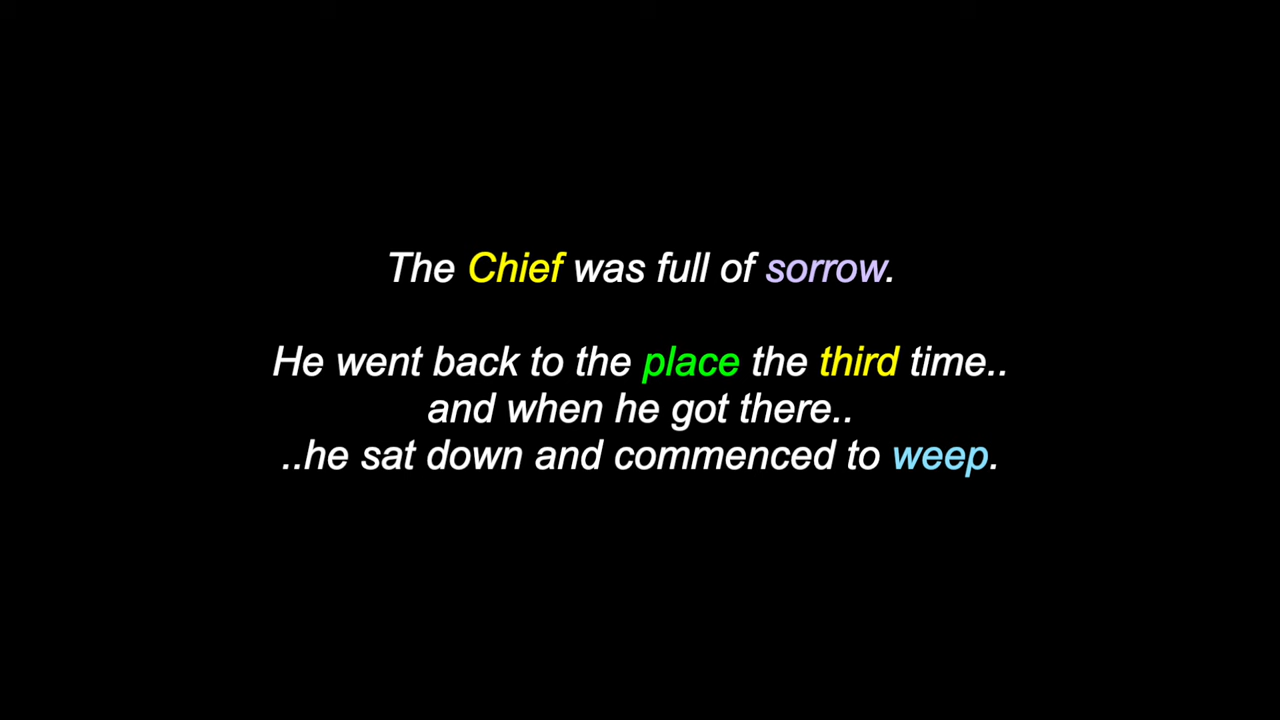 The Chief was full of sorrow.
He went back to the place the third time..
and when he got there..
..he sat down and commenced to weep.